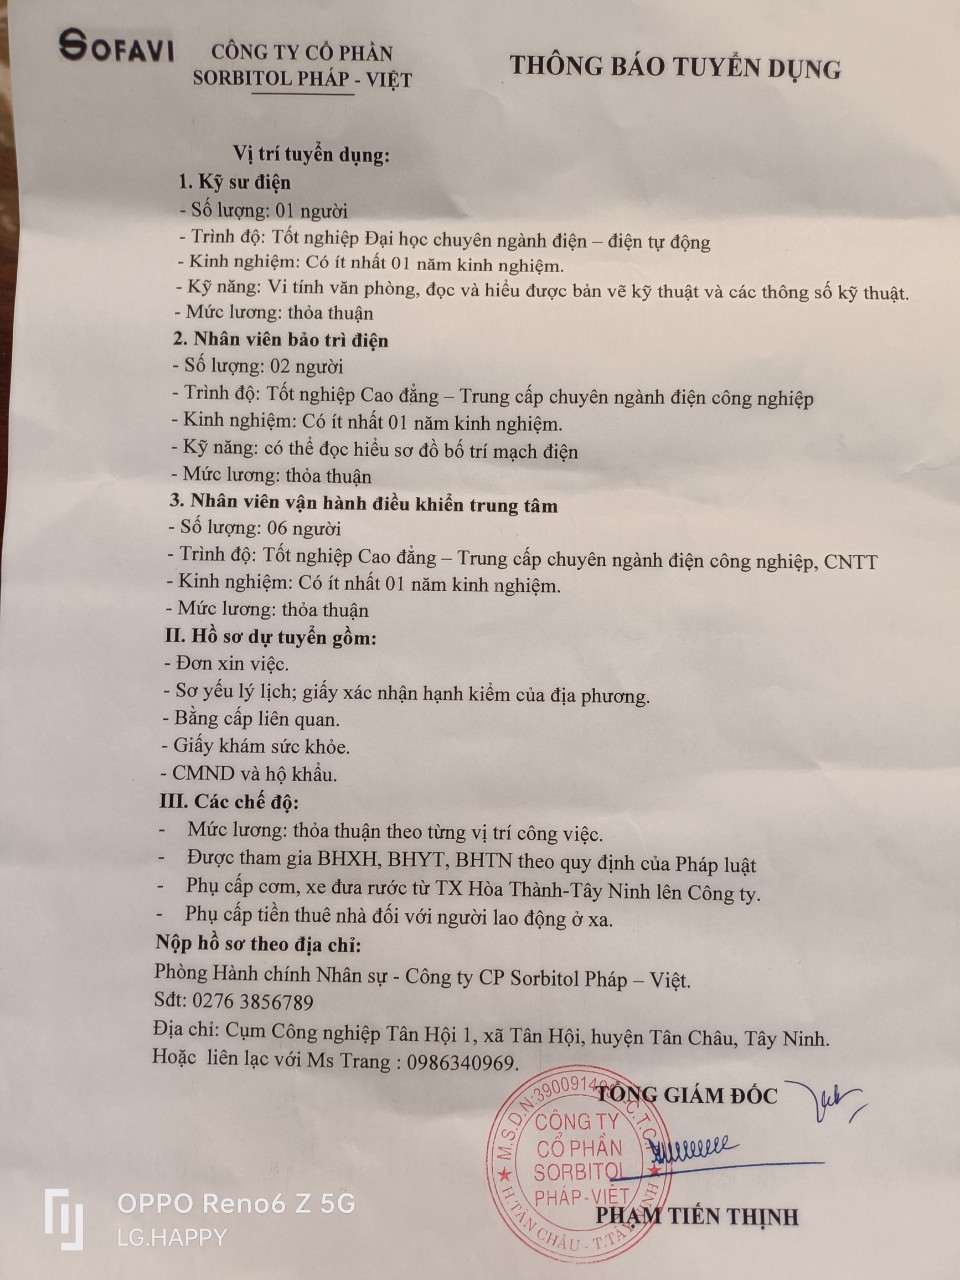 SOFAVI
CÔNG TY CỔ PHẦN
SORBITOL PHÁP - VIỆT
THÔNG BÁO TUYỂN DỤNG
Vị trí tuyển dụng:
1. Kỹ sư điện
- Số lượng: 01 người
- Trình độ: Tốt nghiệp Đại học chuyên ngành điện – điện tự động
- Kinh nghiệm: Có ít nhất 01 năm kinh nghiệm.
- Kỹ năng: Vi tính văn phòng, đọc và hiểu được bản vẽ kỹ thuật và các thông số kỹ thuật.
- Mức lương: thỏa thuận
2. Nhân viên bảo trì điện
- Số lượng: 02 người
- Trình độ: Tốt nghiệp Cao đẳng – Trung cấp chuyên ngành điện công nghiệp
- Kinh nghiệm: Có ít nhất 01 năm kinh nghiệm.
- Kỹ năng: có thể đọc hiểu sơ đồ bố trí mạch điện
- Mức lương: thỏa thuận
3. Nhân viên vận hành điều khiển trung tâm
- Số lượng: 06 người
- Trình độ: Tốt nghiệp Cao đẳng – Trung cấp chuyên ngành điện công nghiệp, CNTT
- Kinh nghiệm: Có ít nhất 01 năm kinh nghiệm.
- Mức lương: thỏa thuận
II. Hồ sơ dự tuyển gồm:
- Đơn xin việc.
- Sơ yếu lý lịch; giấy xác nhận hạnh kiểm của địa phương.
- Bằng cấp liên quan.
- Giấy khám sức khỏe.
- CMND và hộ khẩu.
III. Các chế độ:
- Mức lương: thỏa thuận theo từng vị trí công việc.
- Được tham gia BHXH, BHYT, BHTN theo quy định của Pháp luật
- Phụ cấp cơm, xe đưa rước từ TX Hòa Thành-Tây Ninh lên Công ty.
- Phụ cấp tiền thuê nhà đối với người lao động ở xa.
Nộp hồ sơ theo địa chỉ:
Phòng Hành chính Nhân sự - Công ty CP Sorbitol Pháp – Việt.
Sđt: 0276 3856789
Địa chỉ: Cụm Công nghiệp Tân Hội 1, xã Tân Hội, huyện Tân Châu, Tây Ninh.
Hoặc liên lạc với Ms Trang : 0986340969.
TỔNG GIÁM ĐỐC
CÔNG TY
CỔ PHẦN
SORBITOL
PHÁP-VIỆT
H.TÂN CHÂU - T.TÂY NINH
PHẠM TIẾN THỊNH
OPPO Reno6 Z 5G
LG.HAPPY